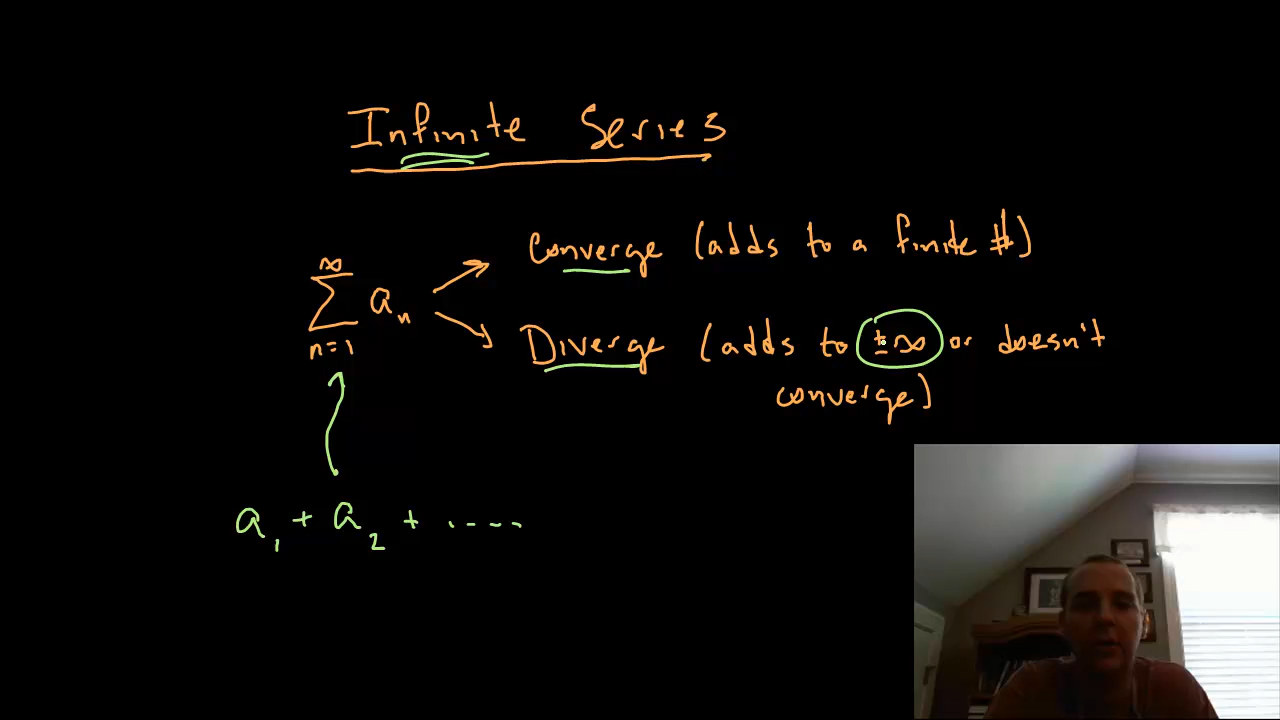 Infinite Series
∞
∑ aₙ
n=1
Converge (adds to a finite #)
Diverge (adds to ±∞ or doesn't
converge)
a₁ + a₂ + .....